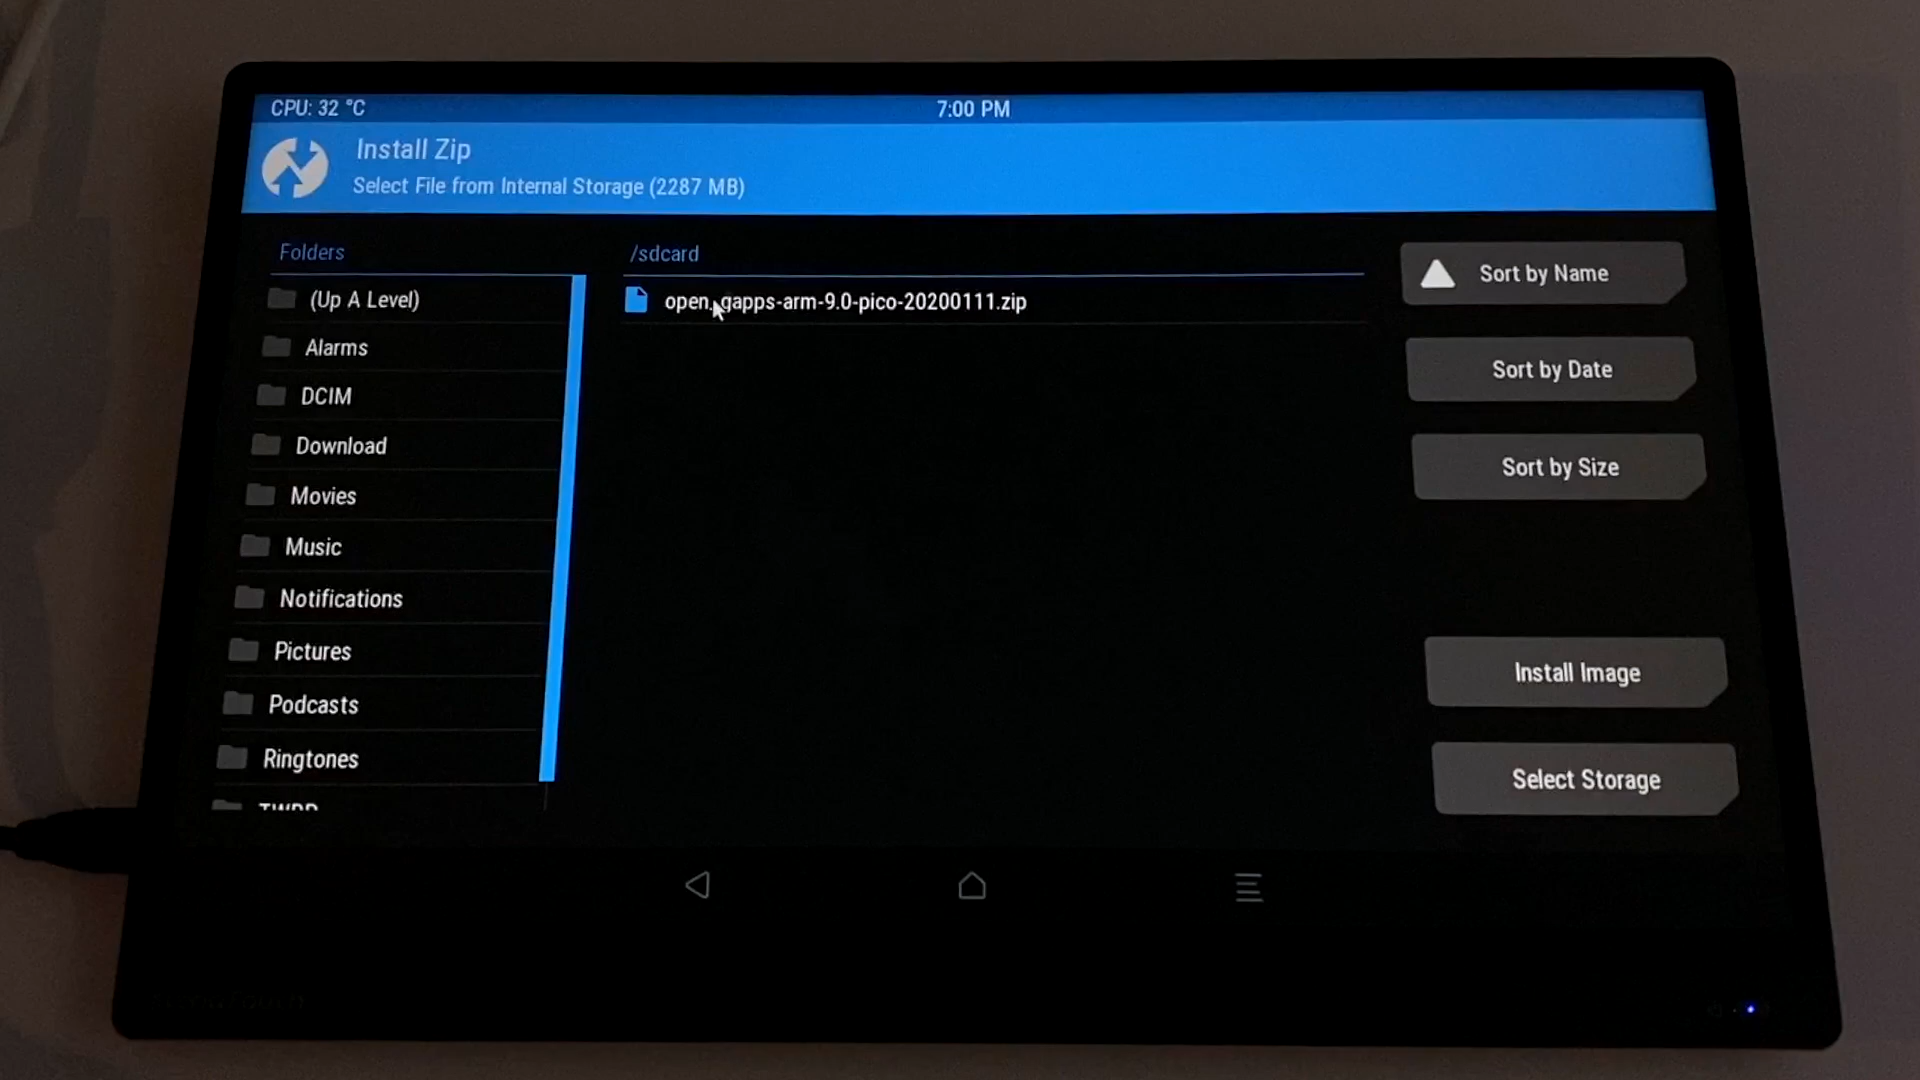 CPU: 32 °C
7:00 PM
Install Zip
Select File from Internal Storage (2287 MB)
Folders
(Up A Level)
Alarms
DCIM
Download
Movies
Music
Notifications
Pictures
Podcasts
Ringtones
TWRP
/sdcard
open_gapps-arm-9.0-pico-20200111.zip
Sort by Name
Sort by Date
Sort by Size
Install Image
Select Storage